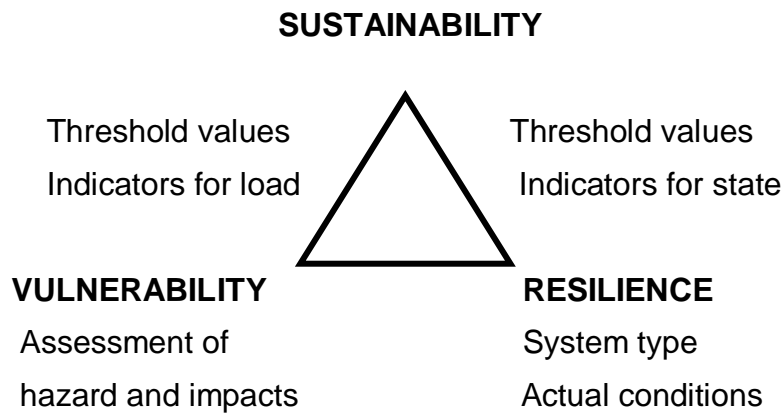 SUSTAINABILITY
Threshold values
Indicators for load
Threshold values
Indicators for state
VULNERABILITY
Assessment of
hazard and impacts
RESILIENCE
System type
Actual conditions